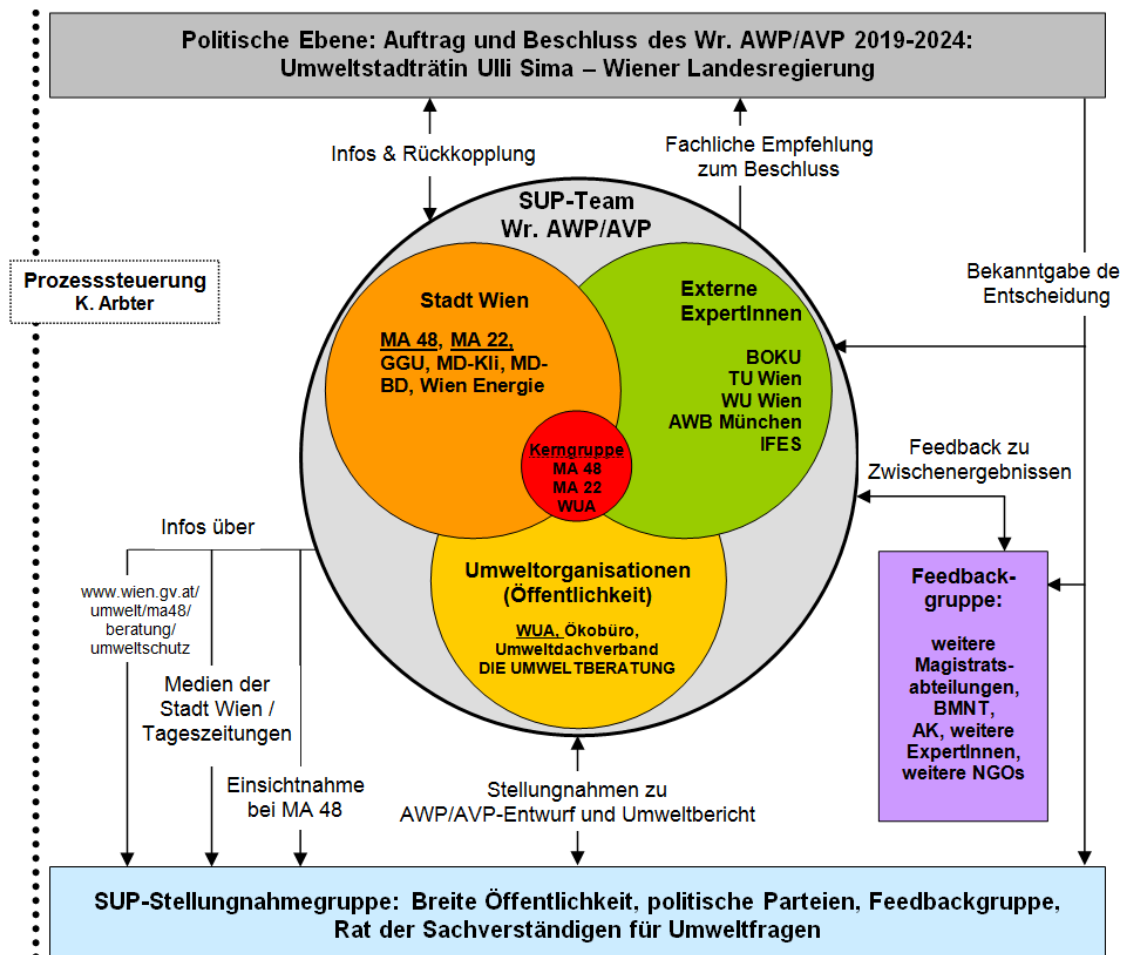 Politische Ebene: Auftrag und Beschluss des Wr. AWP/AVP 2019-2024:
Umweltstadträtin Ulli Sima – Wiener Landesregierung
Infos & Rückkopplung
Fachliche Empfehlung
zum Beschluss
SUP-Team
Wr. AWP/AVP
Prozesssteuerung
K. Arbter
Bekanntgabe de
Entscheidung
Stadt Wien
MA 48, MA 22,
GGU, MD-Kli, MD-
BD, Wien Energie
Externe
ExpertInnen
BOKU
TU Wien
WU Wien
AWB München
IFES
Kerngruppe
MA 48
MA 22
WUA
Feedback zu
Zwischenergebnissen
Infos über
www.wien.gv.at/
umwelt/ma48/
beratung/
umweltschutz
Medien der
Stadt Wien /
Tageszeitungen
Einsichtnahme
bei MA 48
Umweltorganisationen
(Öffentlichkeit)
WUA, Ökobüro,
Umweltdachverband
DIE UMWELTBERATUNG
Feedback-
gruppe:
weitere
Magistrats-
abteilungen,
BMNT,
AK, weitere
ExpertInnen,
weitere NGOs
Stellungnahmen zu
AWP/AVP-Entwurf und Umweltbericht
SUP-Stellungnahmegruppe: Breite Öffentlichkeit, politische Parteien, Feedbackgruppe,
Rat der Sachverständigen für Umweltfragen